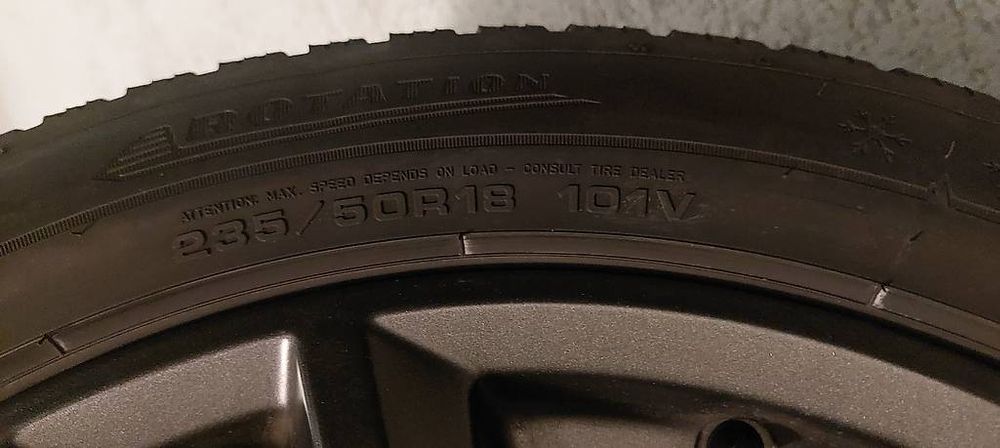 ROTATION
ATTENTION: MAX. SPEED DEPENDS ON LOAD - CONSULT TIRE DEALER
235/50R18 101V